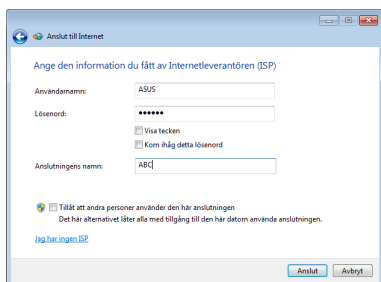 Anslut till Internet
Ange den information du fått av Internetleverantören (ISP)
Användarnamn: ASUS
Lösenord: ••••••
Visa tecken
Kom ihåg detta lösenord
Anslutningens namn: ABC
Tillåt att andra personer använder den här anslutningen
Det här alternativet låter alla med tillgång till den här datorn använda anslutningen.
Jag har ingen ISP
Anslut Avbryt